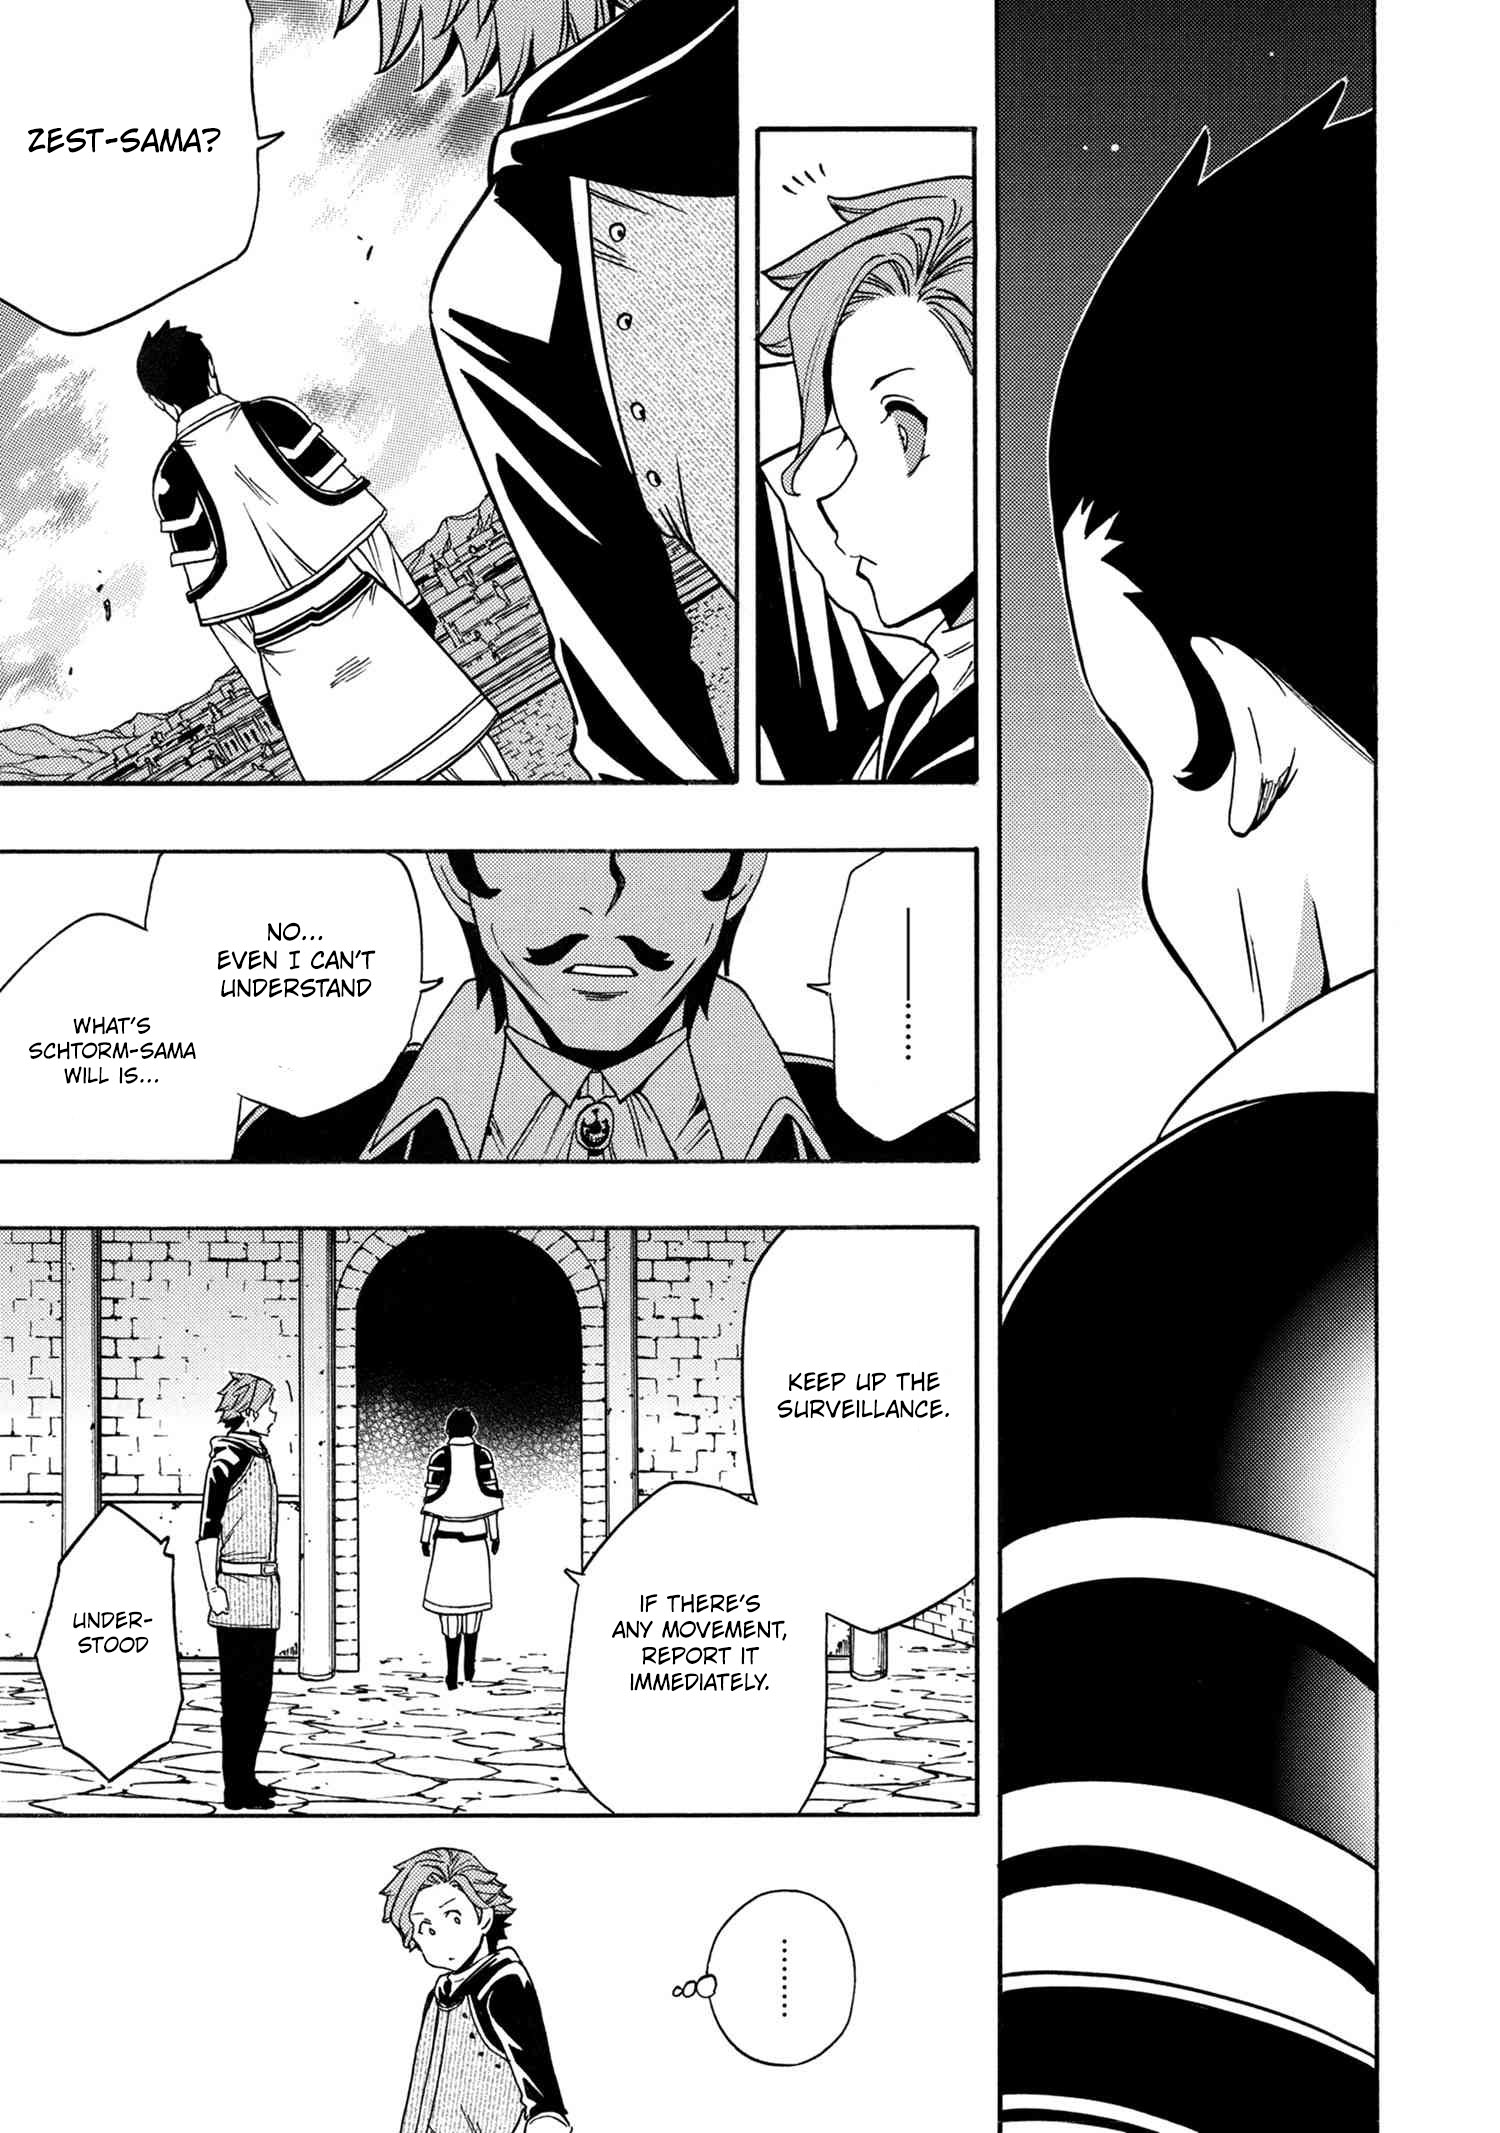 ZEST-SAMA?
...............
NO...
EVEN I CAN'T
UNDERSTAND
WHAT'S
SCHTORM-SAMA
WILL IS...
KEEP UP THE
SURVEILLANCE.
IF THERE'S
ANY MOVEMENT,
REPORT IT
IMMEDIATELY.
UNDER-
STOOD
...........